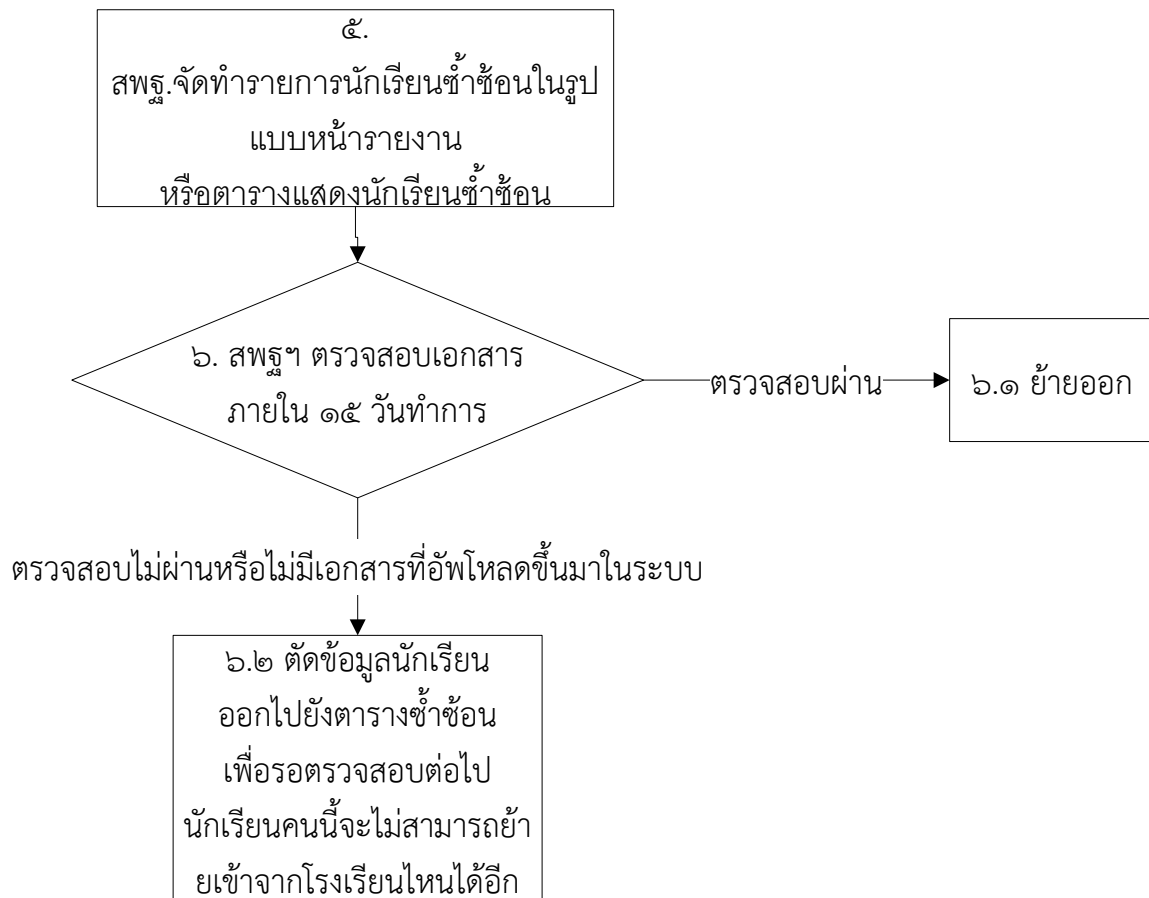 ๕.
สพฐ.จัดทำรายการนักเรียนซ้ำซ้อนในรูป
แบบหน้ารายงาน
หรือตารางแสดงนักเรียนซ้ำซ้อน
๖. สพฐฯ ตรวจสอบเอกสาร
ภายใน ๑๕ วันทำการ
ตรวจสอบผ่าน
๖.๑ ย้ายออก
ตรวจสอบไม่ผ่านหรือไม่มีเอกสารที่อัพโหลดขึ้นมาในระบบ
๖.๒ ตัดข้อมูลนักเรียน
ออกไปยังตารางซ้ำซ้อน
เพื่อรอตรวจสอบต่อไป
นักเรียนคนนี้จะไม่สามารถย้า
ยเข้าจากโรงเรียนไหนได้อีก